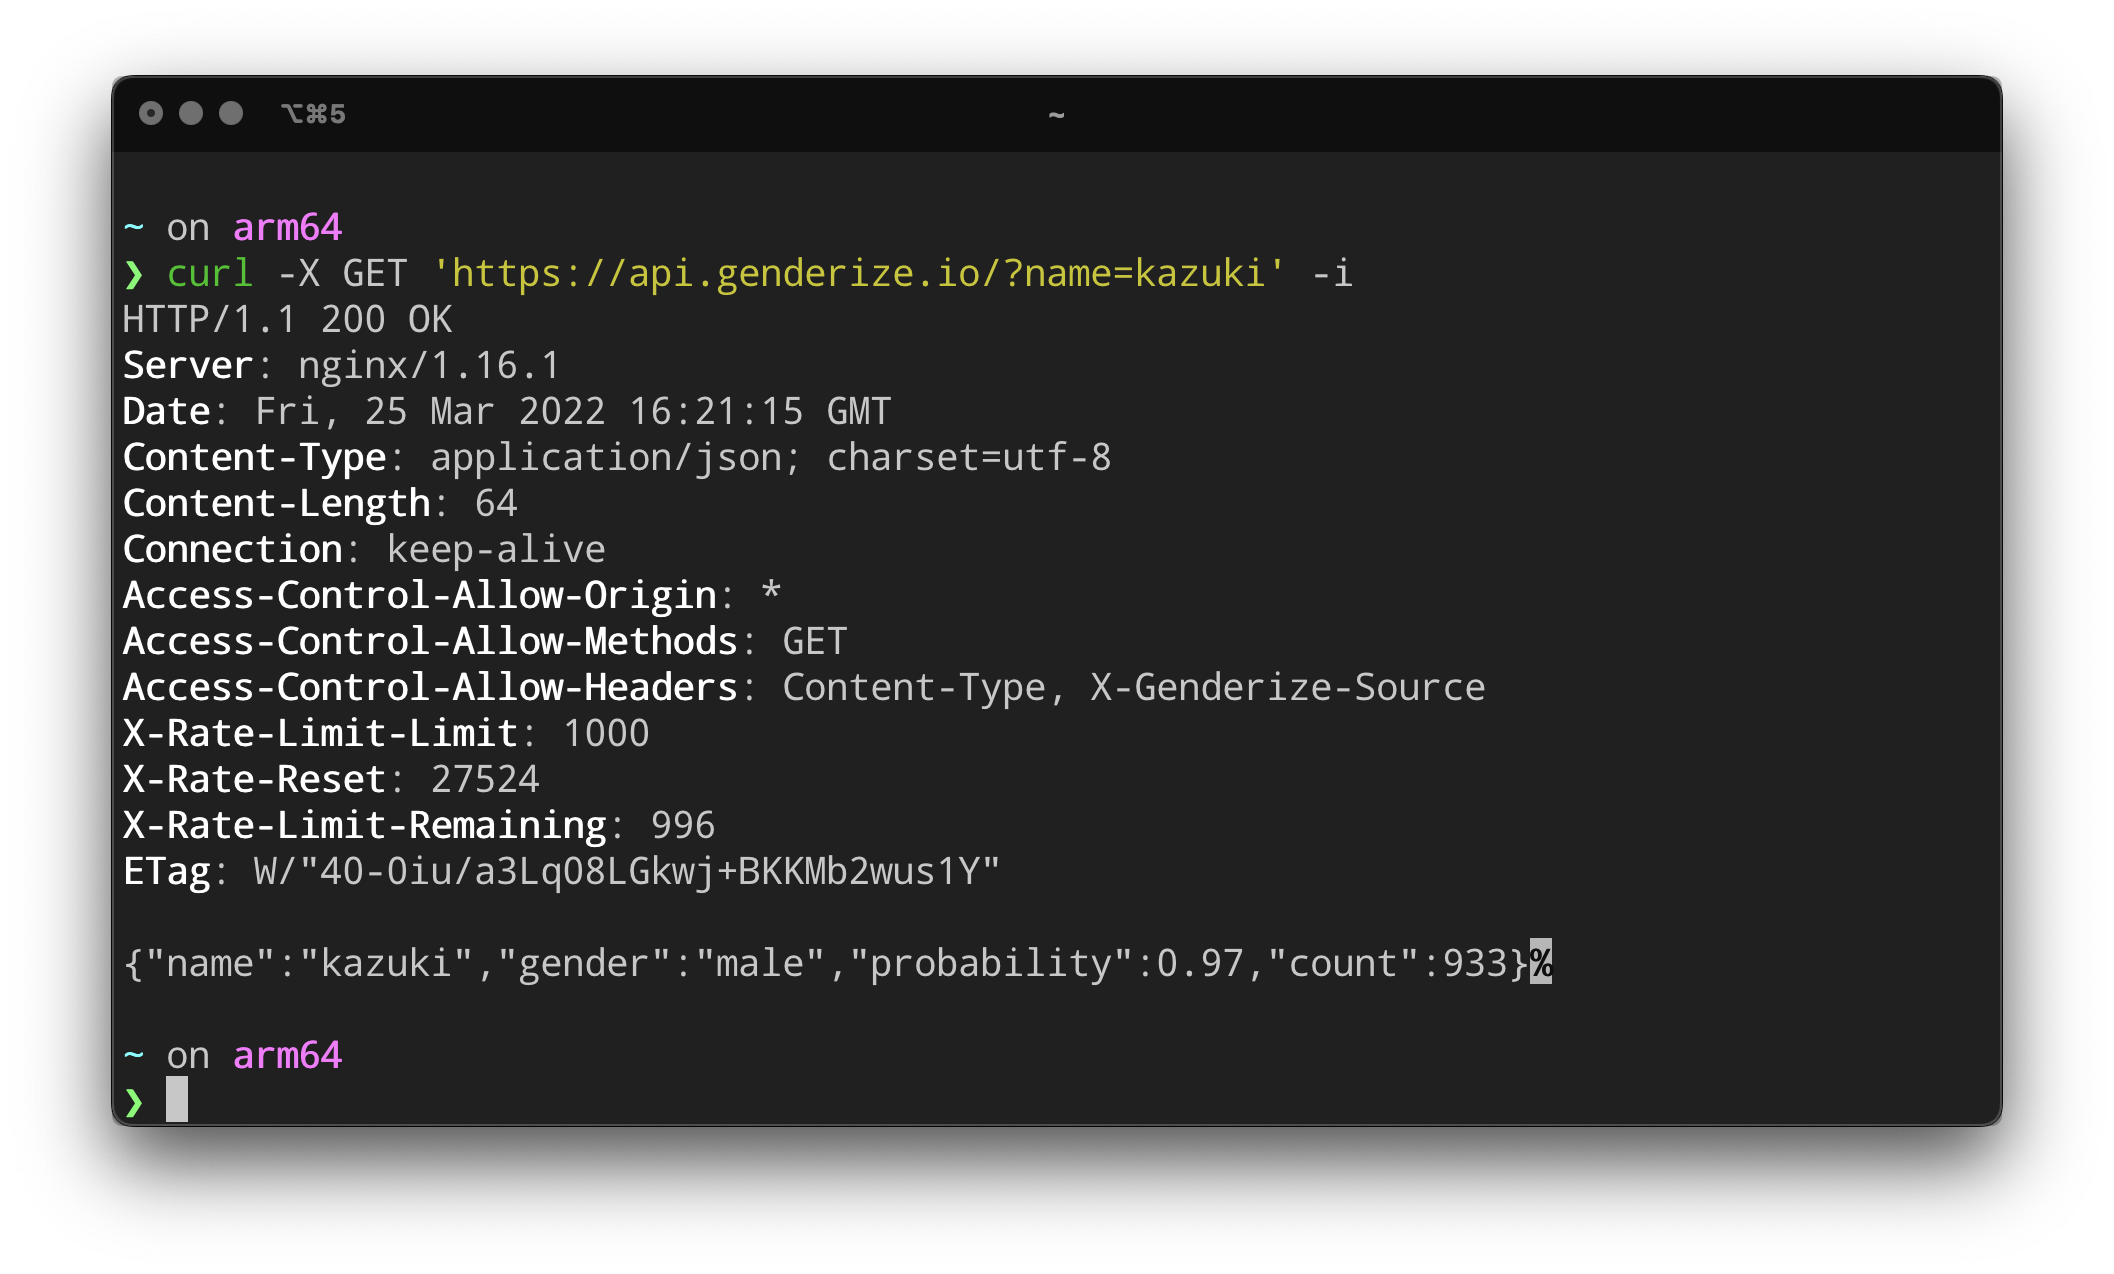 ⌥⌘5 ~
~ on arm64
❯ curl -X GET 'https://api.genderize.io/?name=kazuki' -i
HTTP/1.1 200 OK
Server: nginx/1.16.1
Date: Fri, 25 Mar 2022 16:21:15 GMT
Content-Type: application/json; charset=utf-8
Content-Length: 64
Connection: keep-alive
Access-Control-Allow-Origin: *
Access-Control-Allow-Methods: GET
Access-Control-Allow-Headers: Content-Type, X-Genderize-Source
X-Rate-Limit-Limit: 1000
X-Rate-Reset: 27524
X-Rate-Limit-Remaining: 996
ETag: W/"40-0iu/a3LqO8LGkwj+BKKMb2wus1Y"
{"name":"kazuki","gender":"male","probability":0.97,"count":933}%
~ on arm64
❯